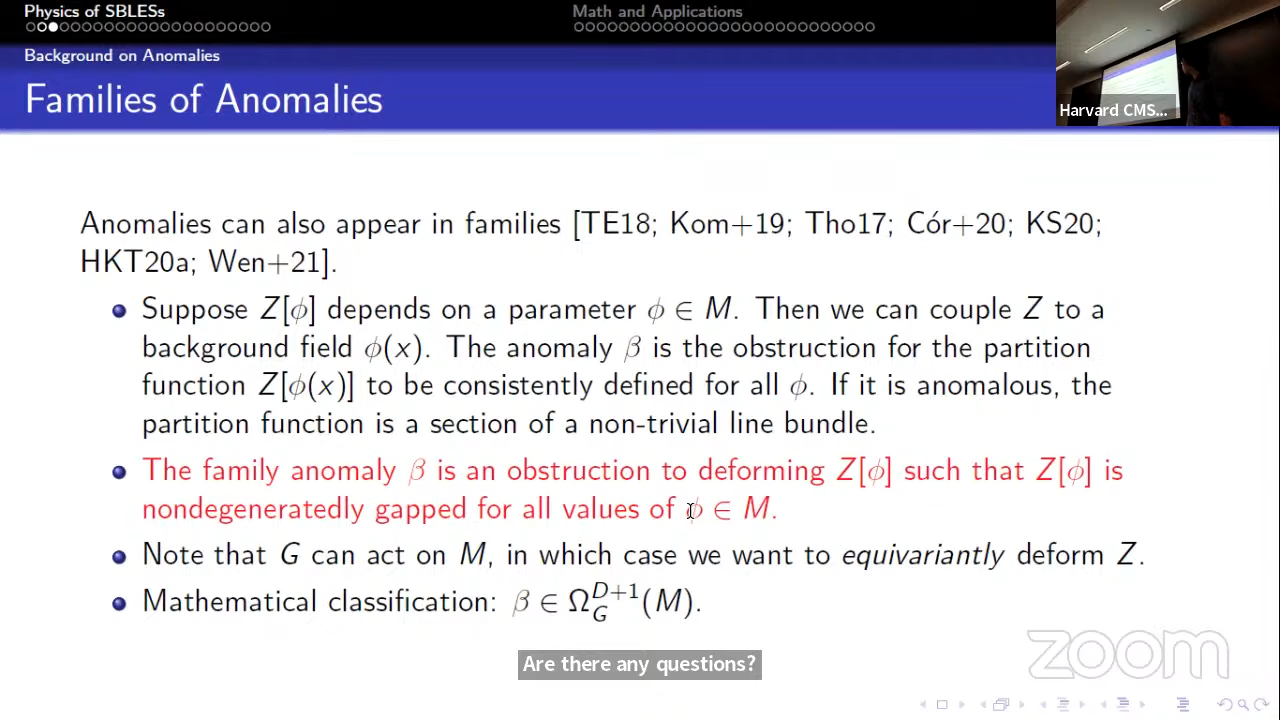 Physics of SBLESs
Math and Applications
Background on Anomalies
Families of Anomalies
Harvard CMS...
Anomalies can also appear in families [TE18; Kom+19; Tho17; Cór+20; KS20;
HKT20a; Wen+21].
Suppose Z[ϕ] depends on a parameter ϕ ∈ M. Then we can couple Z to a
background field ϕ(x). The anomaly β is the obstruction for the partition
function Z[ϕ(x)] to be consistently defined for all ϕ. If it is anomalous, the
partition function is a section of a non-trivial line bundle.
The family anomaly β is an obstruction to deforming Z[ϕ] such that Z[ϕ] is
nondegeneratedly gapped for all values of ϕ ∈ M.
Note that G can act on M, in which case we want to equivariantly deform Z.
Mathematical classification: β ∈ Ω_G^{D+1}(M).
zoom
Are there any questions?